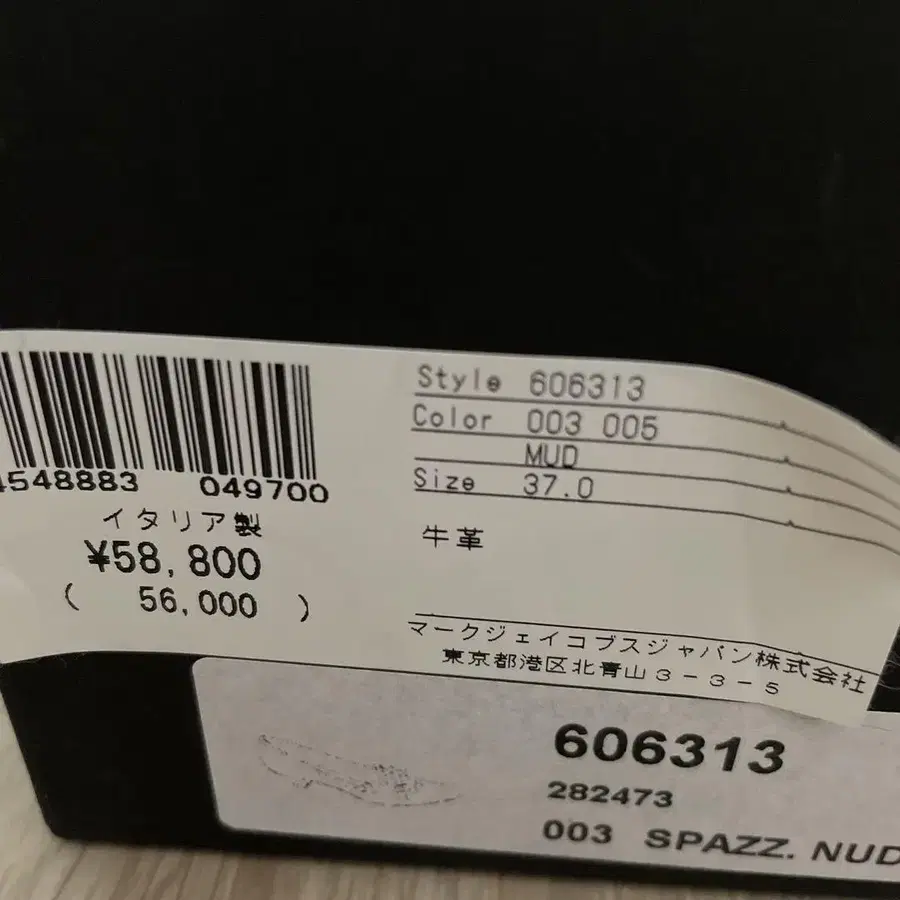 4548883 049700
イタリア製
¥58,800
( 56,000 )
Style 606313
Color 003 005
MUD
Size 37.0
牛革
マークジェイコブスジャパン株式会社
東京都港区北青山3-3-5
606313
282473
003 SPAZZ. NUD